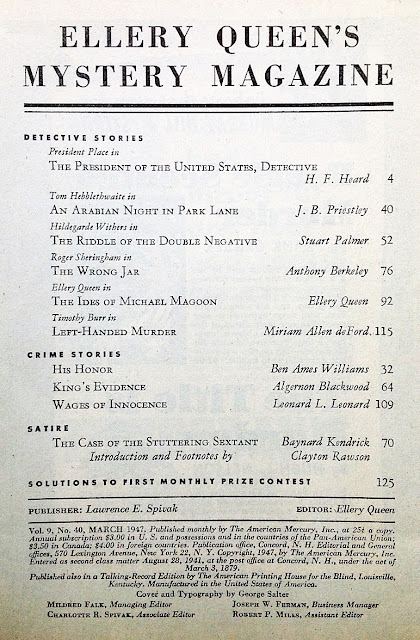 ELLERY QUEEN'S
MYSTERY MAGAZINE
DETECTIVE STORIES
President Place in
THE PRESIDENT OF THE UNITED STATES, DETECTIVE
H. F. Heard 4
Tom Hebblethwaite in
AN ARABIAN NIGHT IN PARK LANE J. B. Priestley 40
Hildegarde Withers in
THE RIDDLE OF THE DOUBLE NEGATIVE Stuart Palmer 52
Roger Sheringham in
THE WRONG JAR Anthony Berkeley 76
Ellery Queen in
THE IDES OF MICHAEL MAGOON Ellery Queen 92
Timothy Burr in
LEFT-HANDED MURDER Miriam Allen deFord. 115
CRIME STORIES
HIS HONOR Ben Ames Williams 32
KING'S EVIDENCE Algernon Blackwood 64
WAGES OF INNOCENCE Leonard L. Leonard 109
SATIRE
THE CASE OF THE STUTTERING SEXTANT Baynard Kendrick 70
Introduction and Footnotes by Clayton Rawson
SOLUTIONS TO FIRST MONTHLY PRIZE CONTEST 125
PUBLISHER: Lawrence E. Spivak EDITOR: Ellery Queen
Vol. 9, No. 40, MARCH 1947. Published monthly by The American Mercury, Inc., at 25¢ a copy.
Annual subscription $3.00 in U. S. and possessions and in the countries of the Pan-American Union;
$3.50 in Canada; $4.00 in foreign countries. Publication office, Concord, N. H. Editorial and General
offices, 570 Lexington Avenue, New York 22, N. Y. Copyright, 1947, by The American Mercury, Inc.
Entered as second class matter August 28, 1941, at the post office at Concord, N. H., under the act of
March 3, 1879.
Published also in a Talking-Record Edition by The American Printing House for the Blind, Louisville,
Kentucky. Manufactured in the United States of America.
Cover and Typography by George Salter
MILDRED FALK, Managing Editor JOSEPH W. FERMAN, Business Manager
CHARLOTTE R. SPIVAK, Associate Editor ROBERT P. MILLS, Assistant Editor